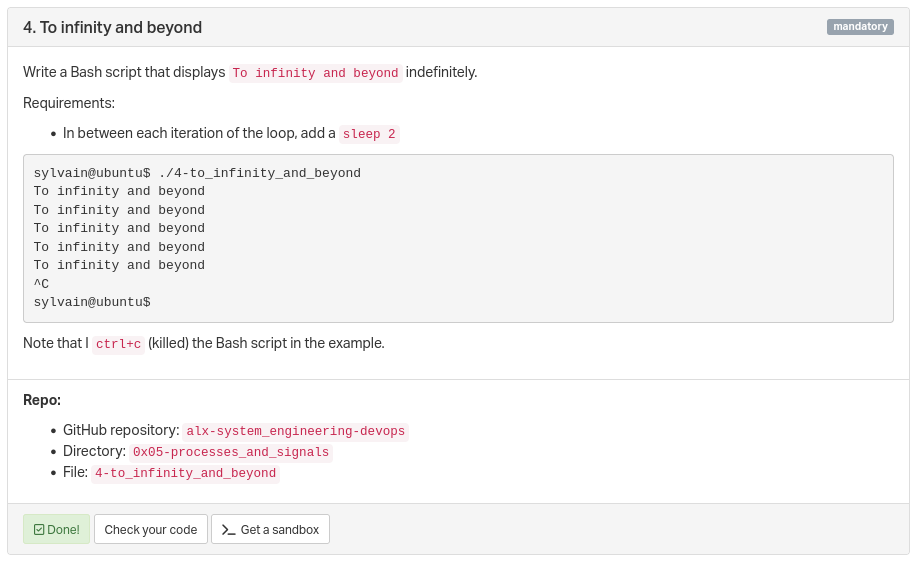 4. To infinity and beyond
mandatory
Write a Bash script that displays To infinity and beyond indefinitely.
Requirements:
• In between each iteration of the loop, add a sleep 2
sylvain@ubuntu$ ./4-to_infinity_and_beyond
To infinity and beyond
To infinity and beyond
To infinity and beyond
To infinity and beyond
To infinity and beyond
^C
sylvain@ubuntu$
Note that I ctrl+c (killed) the Bash script in the example.
Repo:
• GitHub repository: alx-system_engineering-devops
• Directory: 0x05-processes_and_signals
• File: 4-to_infinity_and_beyond
Done! Check your code Get a sandbox